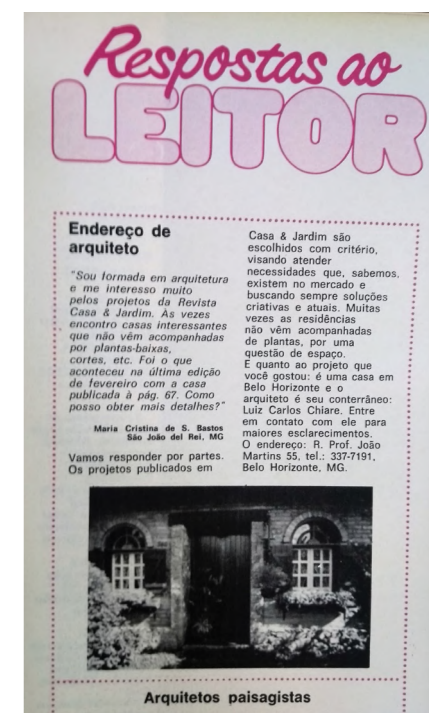 Respostas ao
LEITOR
Endereço de
arquiteto
"Sou formada em arquitetura
e me interesso muito
pelos projetos da Revista
Casa & Jardim. Às vezes
encontro casas interessantes
que não vêm acompanhadas
por plantas-baixas,
cortes, etc. Foi o que
aconteceu na última edição
de fevereiro com a casa
publicada à pág. 67. Como
posso obter mais detalhes?"
Maria Cristina de S. Bastos
São João del Rei, MG
Vamos responder por partes.
Os projetos publicados em
Casa & Jardim são
escolhidos com critério,
visando atender
necessidades que, sabemos,
existem no mercado e
buscando sempre soluções
criativas e atuais. Muitas
vezes as residências
não vêm acompanhadas
de plantas, por uma
questão de espaço.
E quanto ao projeto que
você gostou: é uma casa em
Belo Horizonte e o
arquiteto é seu conterrâneo:
Luiz Carlos Chiare. Entre
em contato com ele para
maiores esclarecimentos.
O endereço: R. Prof. João
Martins 55, tel.: 337-7191,
Belo Horizonte, MG.
Arquitetos paisagistas